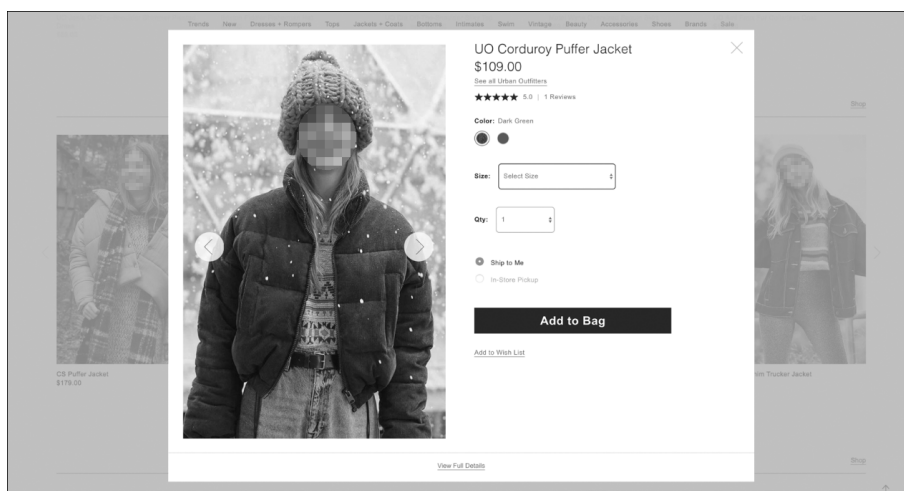 Trends New Dresses + Rompers Tops Jackets + Coats Bottoms Intimates Swim Vintage Beauty Accessories Shoes Brands Sale
UO Corduroy Puffer Jacket
$109.00
See all Urban Outfitters
5.0 | 1 Reviews
Color: Dark Green
Size: Select Size
Qty: 1
Ship to Me
In-Store Pickup
Add to Bag
Add to Wish List
View Full Details
Shop
CS Puffer Jacket
$179.00
nim Trucker Jacket
Shop